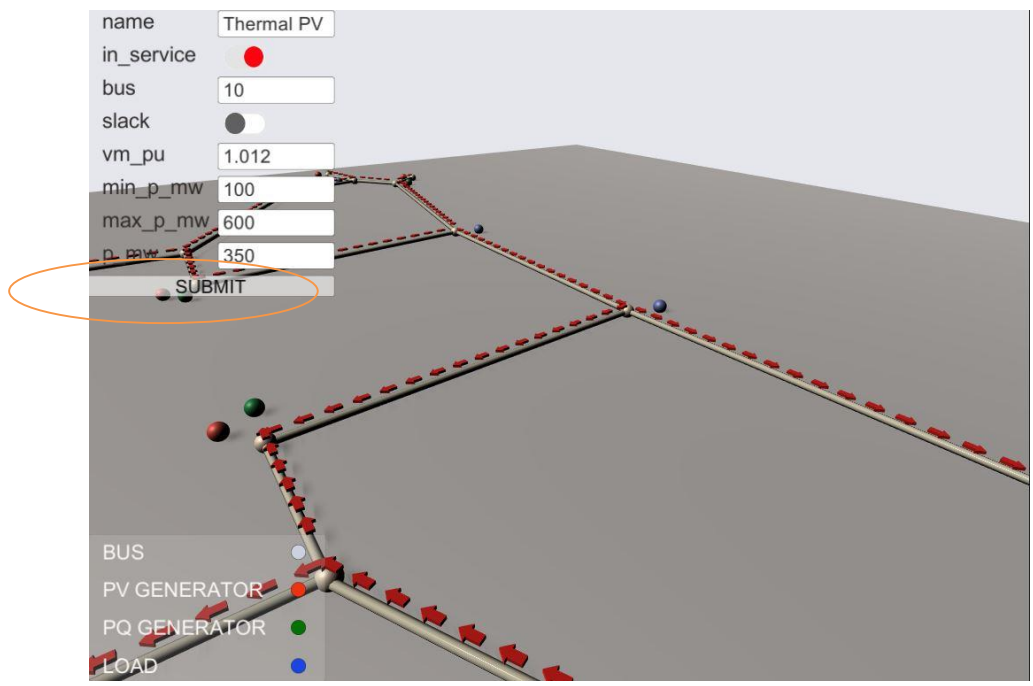 name Thermal PV
in_service
bus 10
slack
vm_pu 1.012
min_p_mw 100
max_p_mw 600
p_mw 350
SUBMIT
BUS
PV GENERATOR
PQ GENERATOR
LOAD